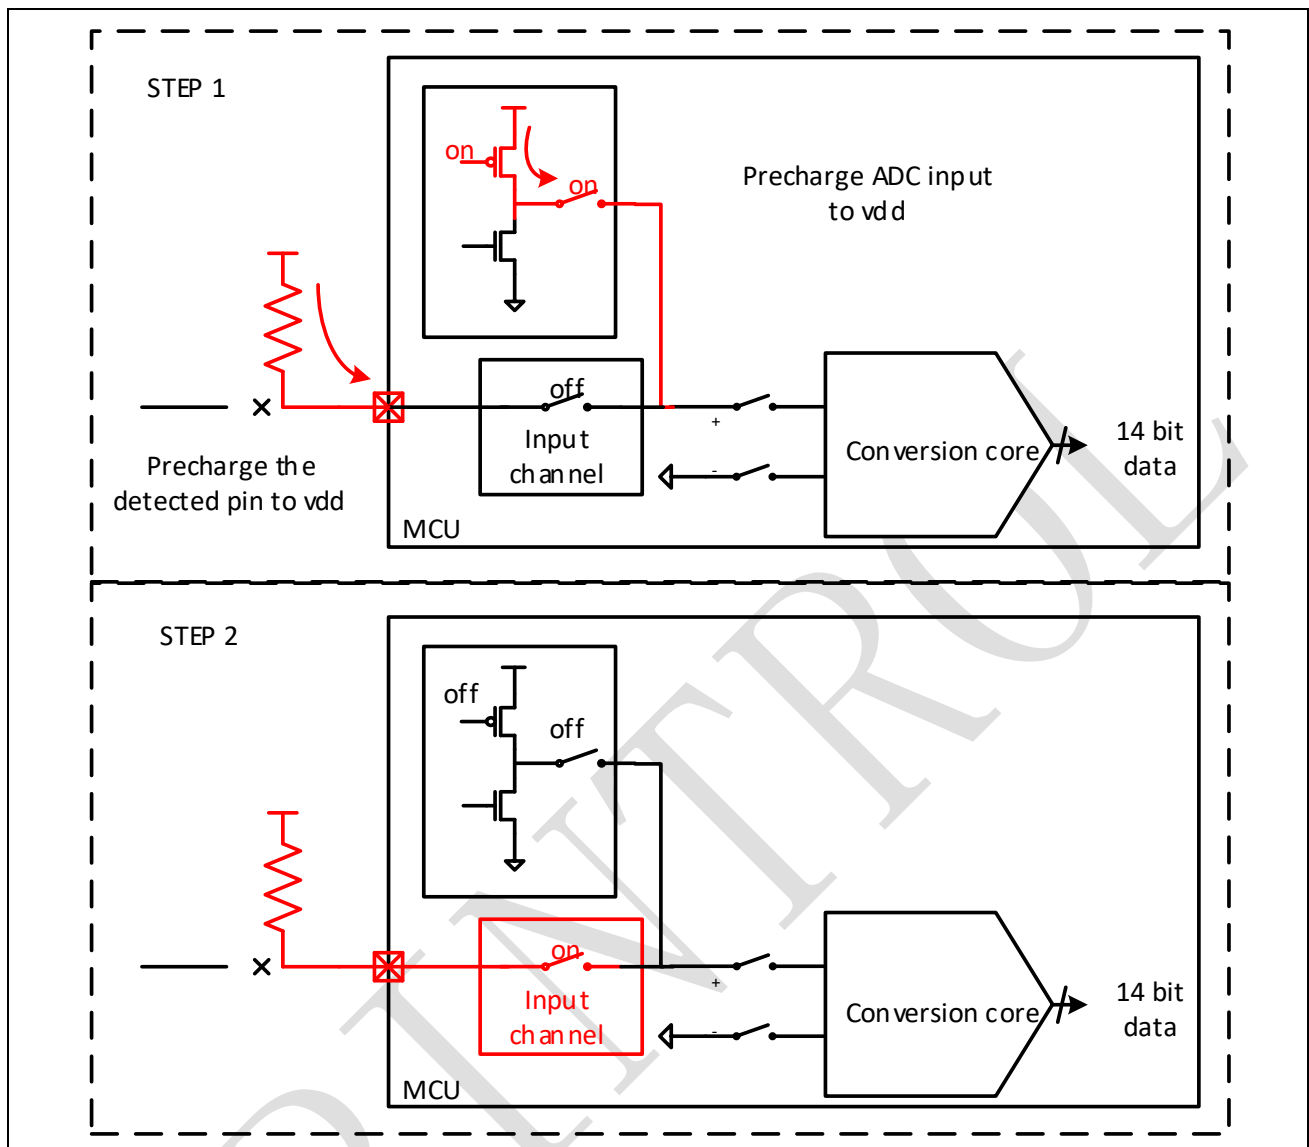 STEP 1
on
on
Precharge ADC input
to vdd
off
Input
channel
+
-
Conversion core
14 bit
data
Precharge the
detected pin to vdd
MCU
STEP 2
off
off
on
Input
channel
+
-
Conversion core
14 bit
data
MCU